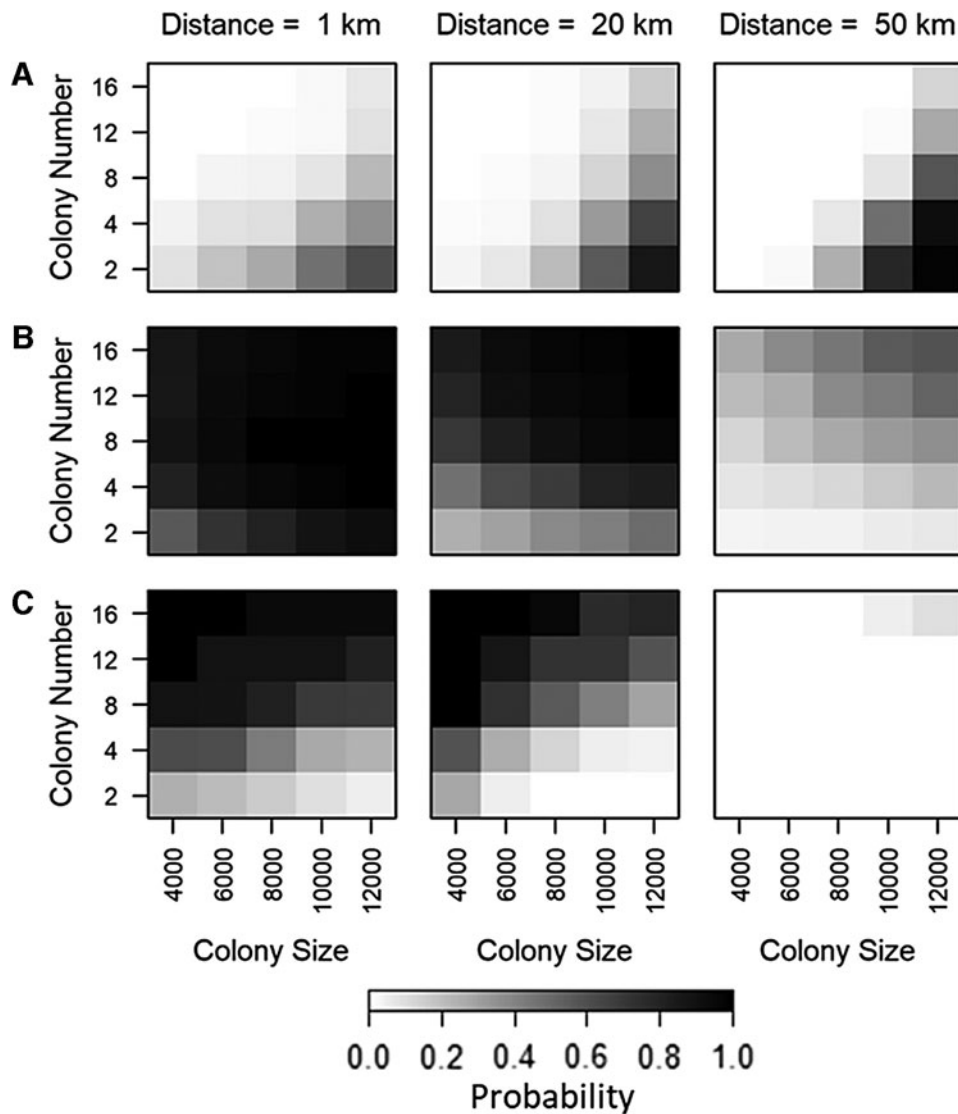 Distance = 1 km
Distance = 20 km
Distance = 50 km
A
Colony Number
16
12
8
4
2
B
Colony Number
16
12
8
4
2
C
Colony Number
16
12
8
4
2
4000
6000
8000
10000
12000
4000
6000
8000
10000
12000
4000
6000
8000
10000
12000
Colony Size
Colony Size
Colony Size
0.0 0.2 0.4 0.6 0.8 1.0
Probability